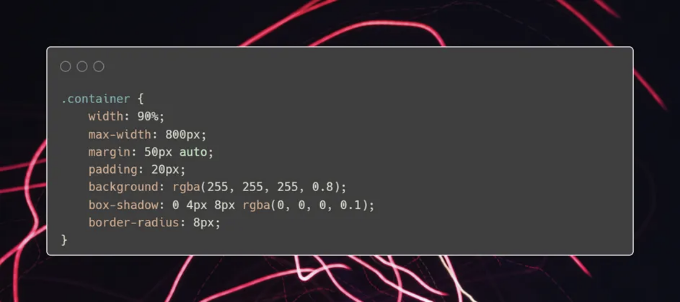 .container {
    width: 90%;
    max-width: 800px;
    margin: 50px auto;
    padding: 20px;
    background: rgba(255, 255, 255, 0.8);
    box-shadow: 0 4px 8px rgba(0, 0, 0, 0.1);
    border-radius: 8px;
}